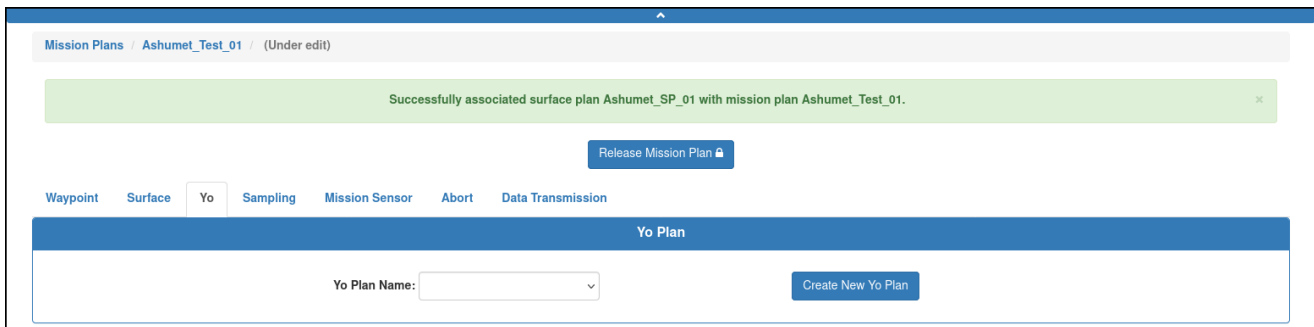 Mission Plans / Ashumet_Test_01 / (Under edit)
Successfully associated surface plan Ashumet_SP_01 with mission plan Ashumet_Test_01. ×
Release Mission Plan
Waypoint Surface Yo Sampling Mission Sensor Abort Data Transmission
Yo Plan
Yo Plan Name: Create New Yo Plan